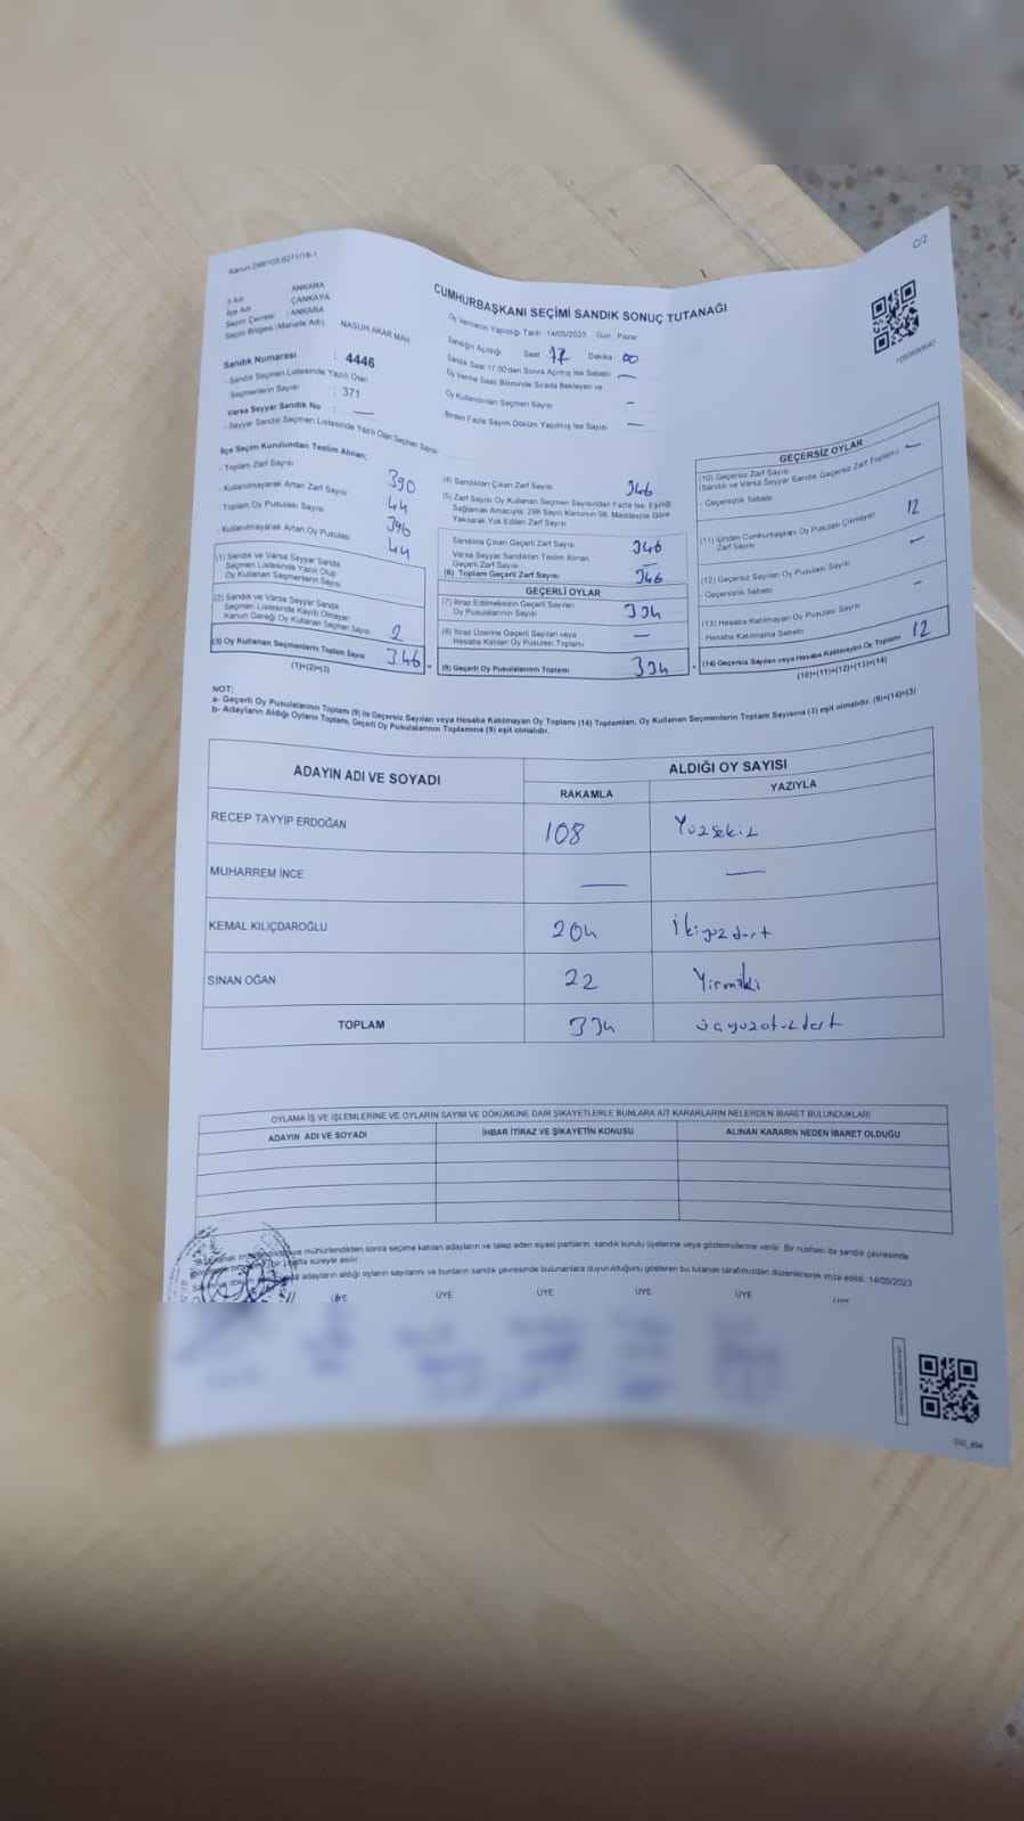 Kanun 298/103,6271/18-1
C/2
İl Adı : ANKARA
İlçe Adı : ÇANKAYA
Seçim Çevresi : ANKARA
Seçim Bölgesi (Mahalle Adı) : NASUH AKAR MAH
Sandık Numarası : 4446
- Sandık Seçmen Listesinde Yazılı Olan
Seçmenlerin Sayısı : 371
Varsa Seyyar Sandık No : —
- Seyyar Sandık Seçmen Listesinde Yazılı Olan Seçmen Sayısı
CUMHURBAŞKANI SEÇİMİ SANDIK SONUÇ TUTANAĞI
Oy Vermenin Yapıldığı Tarih: 14/05/2023 Gün: Pazar
Sandığın Açıldığı Saat 17 Dakika 00
Sandık Saat 17.00'dan Sonra Açılmış İse Sebebi —
Oy Verme Saati Bitiminde Sırada Bekleyen ve
Oy Kullandırılan Seçmen Sayısı –
Birden Fazla Sayım Döküm Yapılmış İse Sayısı —
İlçe Seçim Kurulundan Teslim Alınan;
- Toplam Zarf Sayısı 390
- Kullanılmayarak Artan Zarf Sayısı 44
Toplam Oy Pusulası Sayısı 390
- Kullanılmayarak Artan Oy Pusulası 44
(1) Sandık ve Varsa Seyyar Sandık
Seçmen Listesinde Yazılı Olup
Oy Kullanan Seçmenlerin Sayısı
(2) Sandık ve Varsa Seyyar Sandık
Seçmen Listesinde Kayıtlı Olmayıp
Kanun Gereği Oy Kullanan Seçmen Sayısı 2
(3) Oy Kullanan Seçmenlerin Toplam Sayısı 346
(1)+(2)=(3)
(4) Sandıktan Çıkan Zarf Sayısı 346
(5) Zarf Sayısı Oy Kullanan Seçmen Sayısından Fazla İse, Eşitliği
Sağlamak Amacıyla, 298 Sayılı Kanunun 98. Maddesine Göre
Yakılarak Yok Edilen Zarf Sayısı
Sandıkta Çıkan Geçerli Zarf Sayısı 346
Varsa Seyyar Sandıktan Teslim Alınan
Geçerli Zarf Sayısı —
(6) Toplam Geçerli Zarf Sayısı 346
GEÇERLİ OYLAR
(7) İtiraz Edilmeksizin Geçerli Sayılan
Oy Pusulalarının Sayısı 334
(8) İtiraz Üzerine Geçerli Sayılan veya
Hesaba Katılan Oy Pusulası Toplamı —
(9) Geçerli Oy Pusulalarının Toplamı 334
GEÇERSİZ OYLAR
(10) Geçersiz Zarf Sayısı
(Sandık ve Varsa Seyyar Sandık Geçersiz Zarf Toplamı) —
- Geçersizlik Sebebi
(11) İçinden Cumhurbaşkanı Oy Pusulası Çıkmayan
Zarf Sayısı 12
(12) Geçersiz Sayılan Oy Pusulası Sayısı —
- Geçersizlik Sebebi
(13) Hesaba Katılmayan Oy Pusulası Sayısı –
Hesaba Katılmama Sebebi
(14) Geçersiz Sayılan veya Hesaba Katılmayan Oy Toplamı 12
(10)+(11)+(12)+(13)=(14)
NOT:
a- Geçerli Oy Pusulalarının Toplamı (9) ile Geçersiz Sayılan veya Hesaba Katılmayan Oy Toplamı (14) Toplamları, Oy Kullanan Seçmenlerin Toplam Sayısına (3) eşit olmalıdır. (9)+(14)=(3)
b- Adayların Aldığı Oyların Toplamı, Geçerli Oy Pusulalarının Toplamına (9) eşit olmalıdır.
ADAYIN ADI VE SOYADI
ALDIĞI OY SAYISI
RAKAMLA YAZIYLA
RECEP TAYYİP ERDOĞAN 108 Yüzsekiz
MUHARREM İNCE — —
KEMAL KILIÇDAROĞLU 204 İkiyüzdört
SİNAN OĞAN 22 Yirmiiki
TOPLAM 334 üçyüzotuzdört
OYLAMA İŞ VE İŞLEMLERİNE VE OYLARIN SAYIM VE DÖKÜMÜNE DAİR ŞİKAYETLERLE BUNLARA AİT KARARLARIN NELERDEN İBARET BULUNDUKLARI
ADAYIN ADI VE SOYADI
İHBAR İTİRAZ VE ŞİKAYETİN KONUSU
ALINAN KARARIN NEDEN İBARET OLDUĞU
mühürlendikten sonra seçime katılan adayların ve talep eden siyasi partilerin sandık kurulu üyelerine veya gözlemcilerine verilir. Bir nüshası da sandık çevresinde
hafta süreyle asılır.
adayların aldığı oyların sayılarını ve bunların sandık çevresinde bulunanlara duyurulduğunu gösteren bu tutanak tarafımızdan düzenlenerek imza edildi. 14/05/2023
ÜYE ÜYE ÜYE ÜYE ÜYE